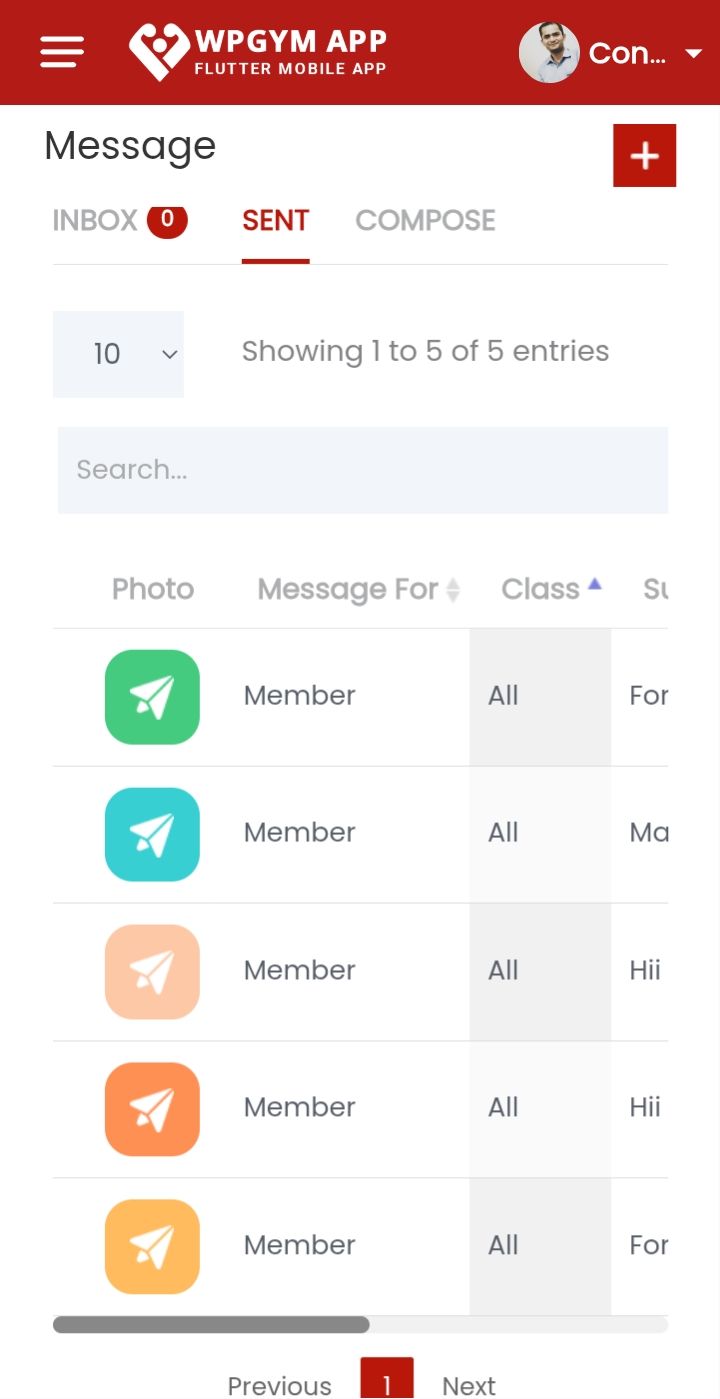 WPGYM APP
FLUTTER MOBILE APP
Con...
Message
+
INBOX 0 SENT COMPOSE
10
Showing 1 to 5 of 5 entries
Search...
Photo Message For Class Su
Member All For
Member All Ma
Member All Hii
Member All Hii
Member All For
Previous 1 Next